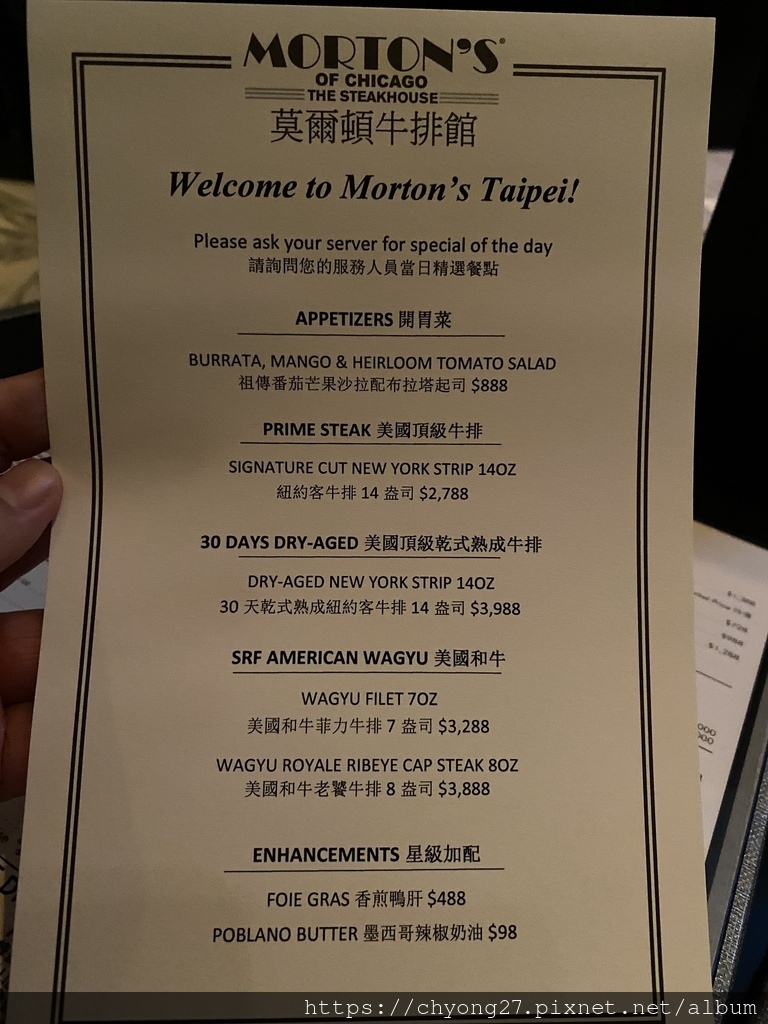 MORTON'S®
OF CHICAGO
THE STEAKHOUSE
莫爾頓牛排館
Welcome to Morton's Taipei!
Please ask your server for special of the day
請詢問您的服務人員當日精選餐點
APPETIZERS 開胃菜
BURRATA, MANGO & HEIRLOOM TOMATO SALAD
祖傳番茄芒果沙拉配布拉塔起司 $888
PRIME STEAK 美國頂級牛排
SIGNATURE CUT NEW YORK STRIP 14OZ
紐約客牛排 14 盎司 $2,788
30 DAYS DRY-AGED 美國頂級乾式熟成牛排
DRY-AGED NEW YORK STRIP 14OZ
30 天乾式熟成紐約客牛排 14 盎司 $3,988
SRF AMERICAN WAGYU 美國和牛
WAGYU FILET 7OZ
美國和牛菲力牛排 7 盎司 $3,288
WAGYU ROYALE RIBEYE CAP STEAK 8OZ
美國和牛老饕牛排 8 盎司 $3,888
ENHANCEMENTS 星級加配
FOIE GRAS 香煎鴨肝 $488
POBLANO BUTTER 墨西哥辣椒奶油 $98
https://chyong27.pixnet.net/album